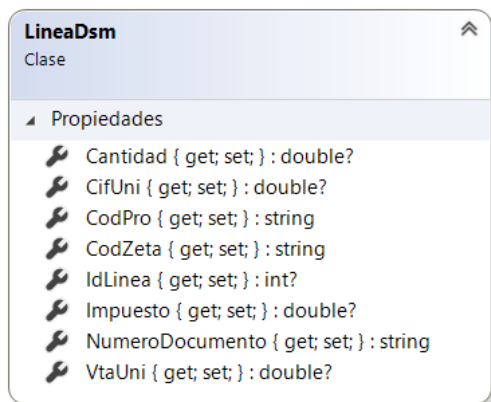 LineaDsm
Clase
Propiedades
Cantidad { get; set; } : double?
CifUni { get; set; } : double?
CodPro { get; set; } : string
CodZeta { get; set; } : string
IdLinea { get; set; } : int?
Impuesto { get; set; } : double?
NumeroDocumento { get; set; } : string
VtaUni { get; set; } : double?